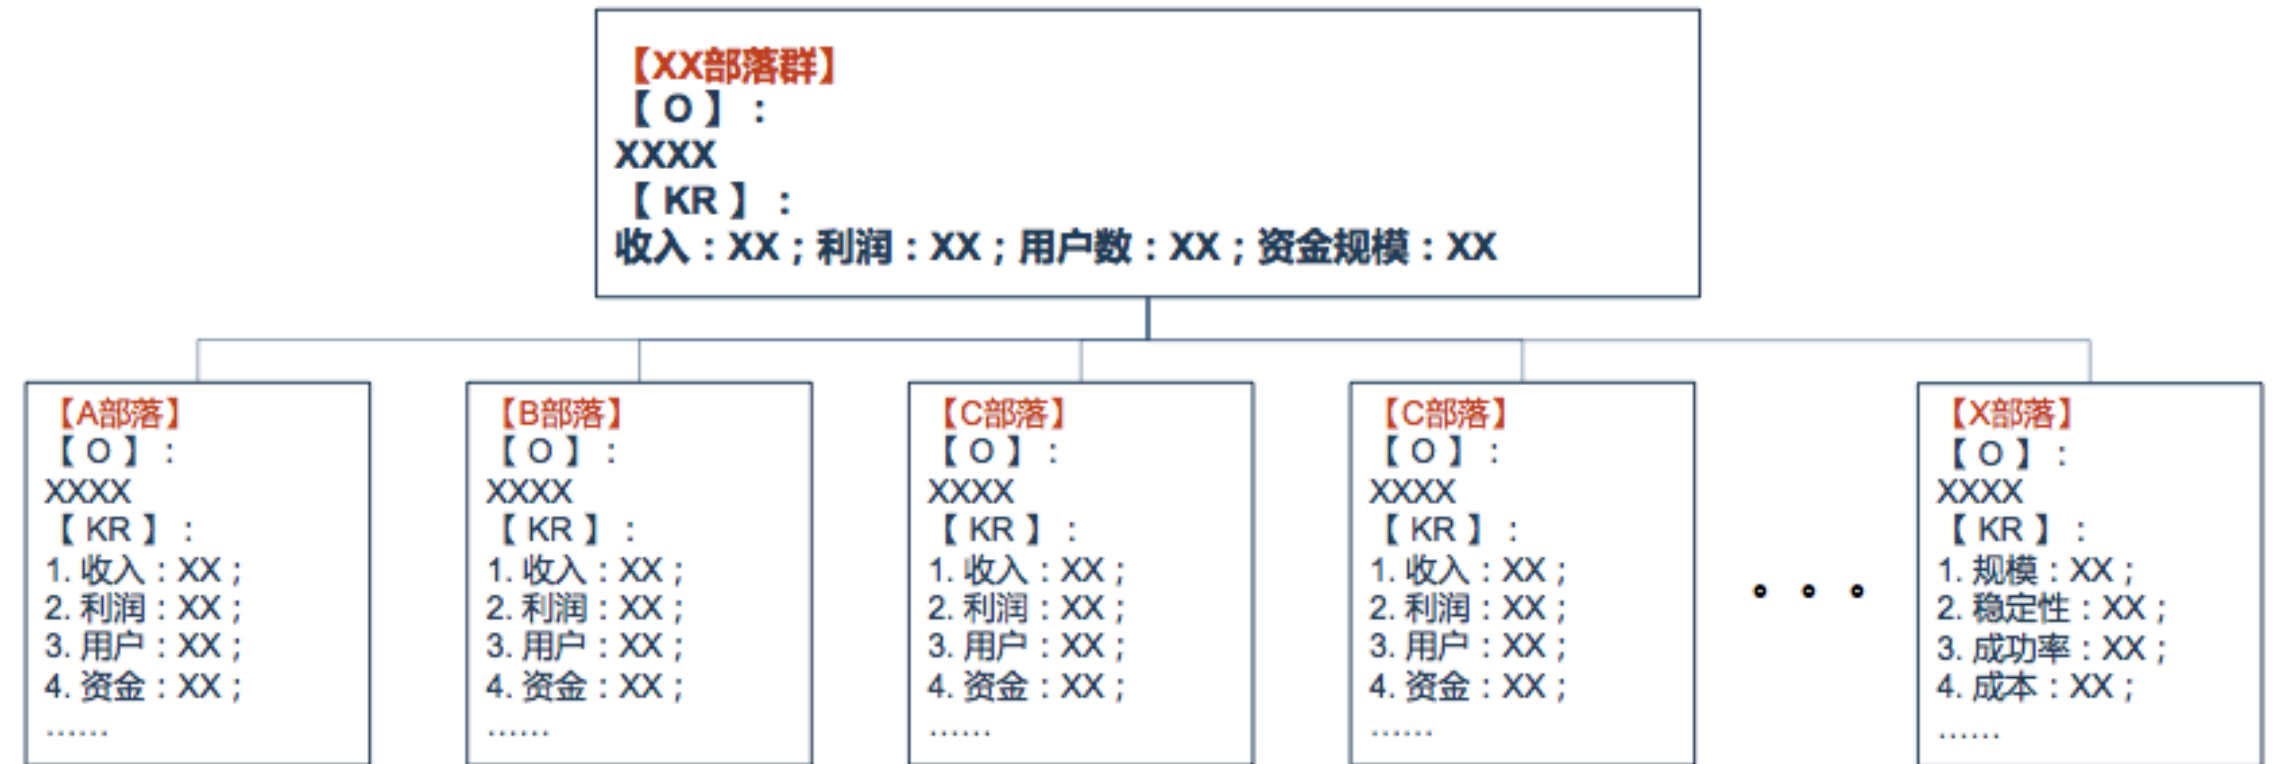 【XX部落群】
【 O 】：
XXXX
【 KR 】：
收入：XX；利润：XX；用户数：XX；资金规模：XX
【A部落】
【 O 】：
XXXX
【 KR 】：
1. 收入：XX；
2. 利润：XX；
3. 用户：XX；
4. 资金：XX；
……
【B部落】
【 O 】：
XXXX
【 KR 】：
1. 收入：XX；
2. 利润：XX；
3. 用户：XX；
4. 资金：XX；
……
【C部落】
【 O 】：
XXXX
【 KR 】：
1. 收入：XX；
2. 利润：XX；
3. 用户：XX；
4. 资金：XX；
……
【C部落】
【 O 】：
XXXX
【 KR 】：
1. 收入：XX；
2. 利润：XX；
3. 用户：XX；
4. 资金：XX；
……
。。。
【X部落】
【 O 】：
XXXX
【 KR 】：
1. 规模：XX；
2. 稳定性：XX；
3. 成功率：XX；
4. 成本：XX；
……